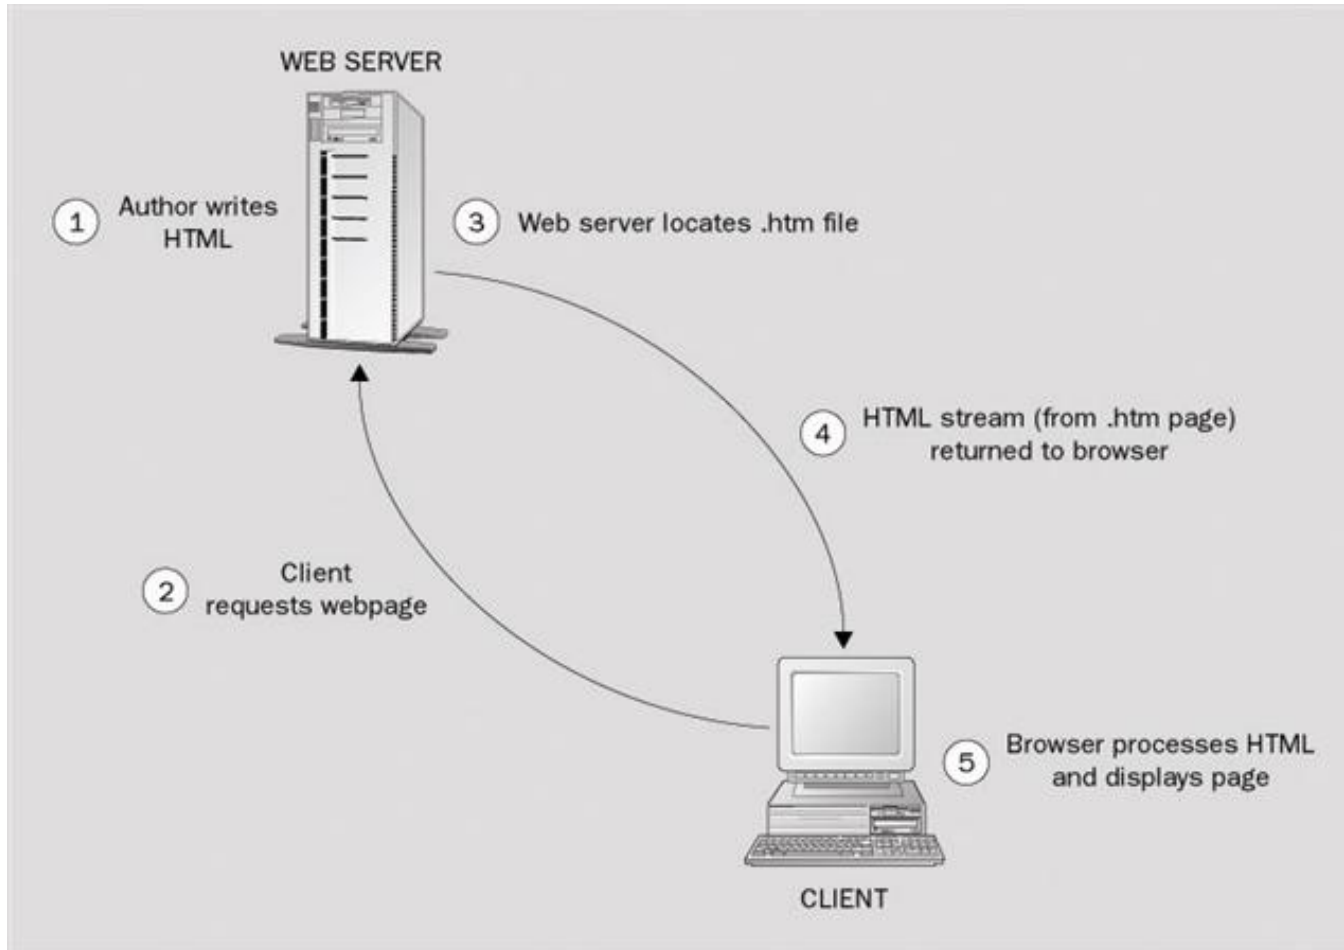 WEB SERVER
1
Author writes
HTML
3
Web server locates .htm file
4
HTML stream (from .htm page)
returned to browser
2
Client
requests webpage
5
Browser processes HTML
and displays page
CLIENT